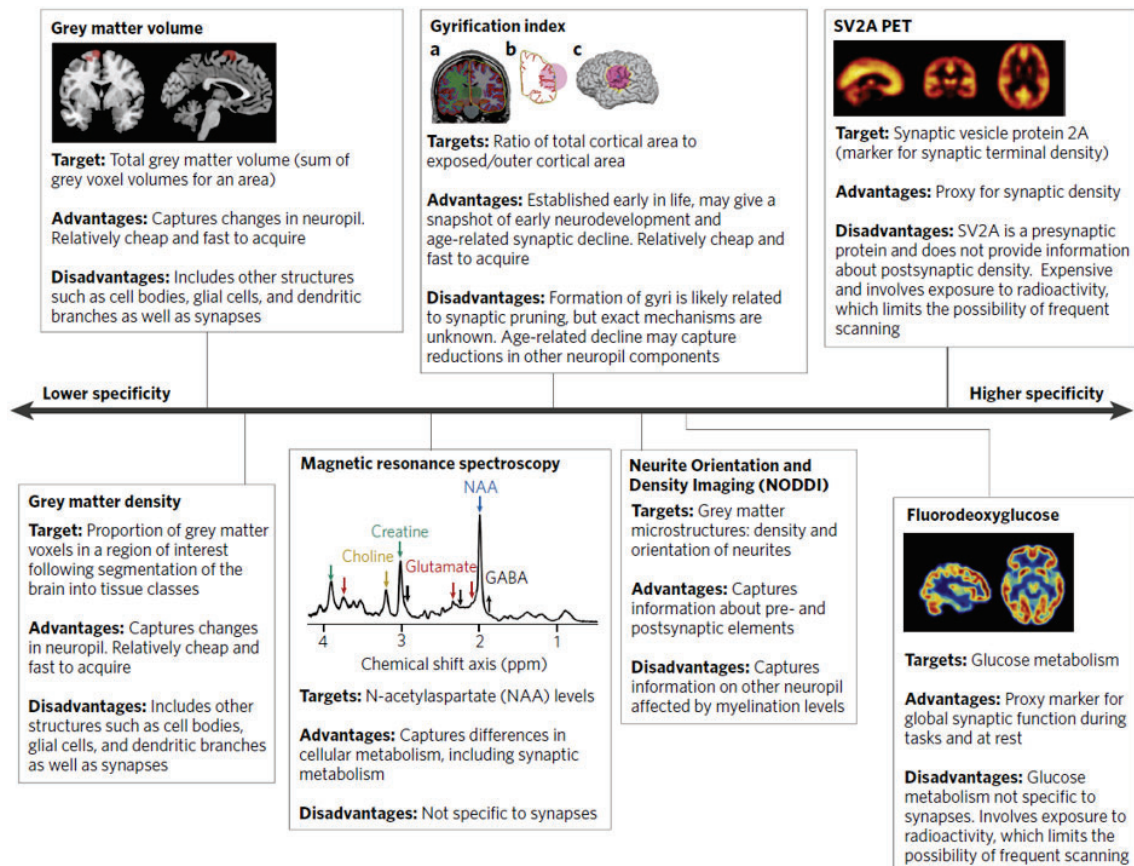 Grey matter volume
Target: Total grey matter volume (sum of
grey voxel volumes for an area)
Advantages: Captures changes in neuropil.
Relatively cheap and fast to acquire
Disadvantages: Includes other structures
such as cell bodies, glial cells, and dendritic
branches as well as synapses
Gyrification index
a b c
Targets: Ratio of total cortical area to
exposed/outer cortical area
Advantages: Established early in life, may give a
snapshot of early neurodevelopment and
age-related synaptic decline. Relatively cheap and
fast to acquire
Disadvantages: Formation of gyri is likely related
to synaptic pruning, but exact mechanisms are
unknown. Age-related decline may capture
reductions in other neuropil components
SV2A PET
Target: Synaptic vesicle protein 2A
(marker for synaptic terminal density)
Advantages: Proxy for synaptic density
Disadvantages: SV2A is a presynaptic
protein and does not provide information
about postsynaptic density. Expensive
and involves exposure to radioactivity,
which limits the possibility of frequent
scanning
Lower specificity
Higher specificity
Grey matter density
Target: Proportion of grey matter
voxels in a region of interest
following segmentation of the
brain into tissue classes
Advantages: Captures changes
in neuropil. Relatively cheap and
fast to acquire
Disadvantages: Includes other
structures such as cell bodies,
glial cells, and dendritic branches
as well as synapses
Magnetic resonance spectroscopy
NAA
Creatine
Choline
Glutamate
GABA
4 3 2 1
Chemical shift axis (ppm)
Targets: N-acetylaspartate (NAA) levels
Advantages: Captures differences in
cellular metabolism, including synaptic
metabolism
Disadvantages: Not specific to synapses
Neurite Orientation and
Density Imaging (NODDI)
Targets: Grey matter
microstructures: density and
orientation of neurites
Advantages: Captures
information about pre- and
postsynaptic elements
Disadvantages: Captures
information on other neuropil
affected by myelination levels
Fluorodeoxyglucose
Targets: Glucose metabolism
Advantages: Proxy marker for
global synaptic function during
tasks and at rest
Disadvantages: Glucose
metabolism not specific to
synapses. Involves exposure to
radioactivity, which limits the
possibility of frequent scanning